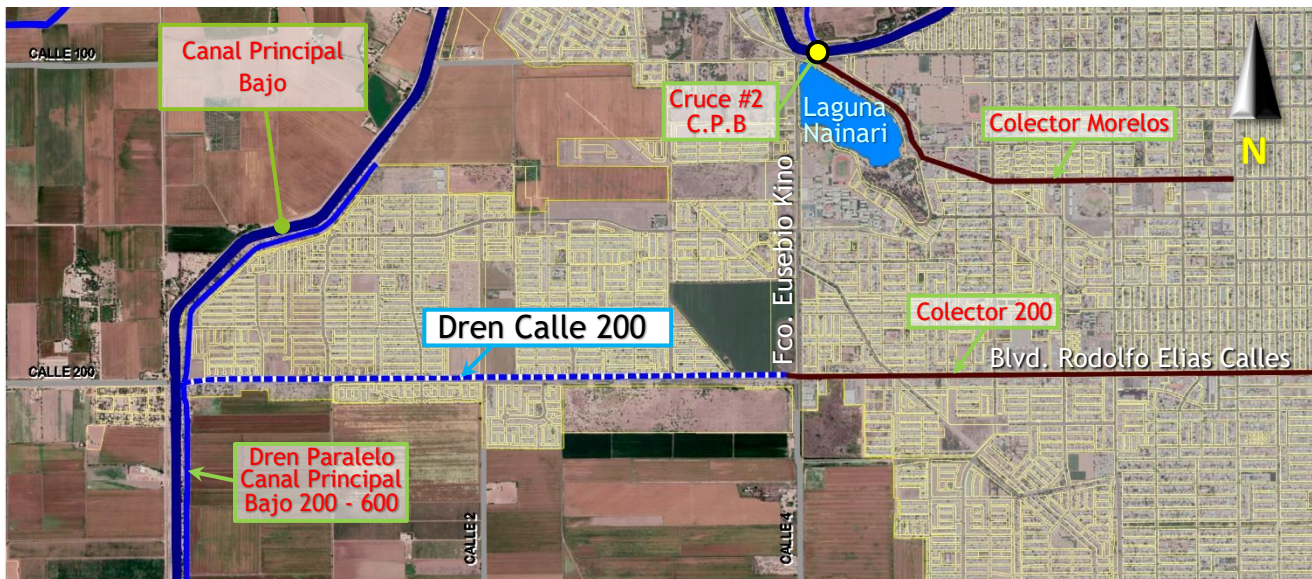 CALLE 100
Canal Principal
Bajo
Cruce #2
C.P.B
Laguna
Nainari
Colector Morelos
N
Fco. Eusebio Kino
Dren Calle 200
Colector 200
Blvd. Rodolfo Elias Calles
CALLE 200
Dren Paralelo
Canal Principal
Bajo 200 - 600
CALLE 2
CALLE 4